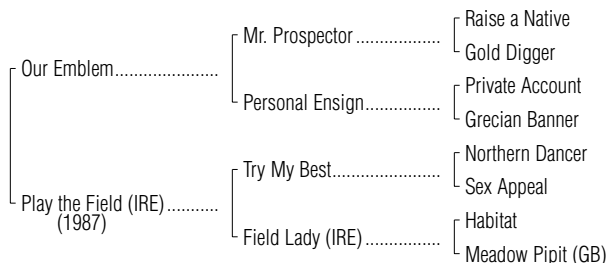 Raise a Native
Mr. Prospector ..................
Gold Digger
Our Emblem......................
Private Account
Personal Ensign................
Grecian Banner
Northern Dancer
Try My Best.......................
Sex Appeal
Play the Field (IRE) ...........
(1987)
Habitat
Field Lady (IRE) ................
Meadow Pipit (GB)